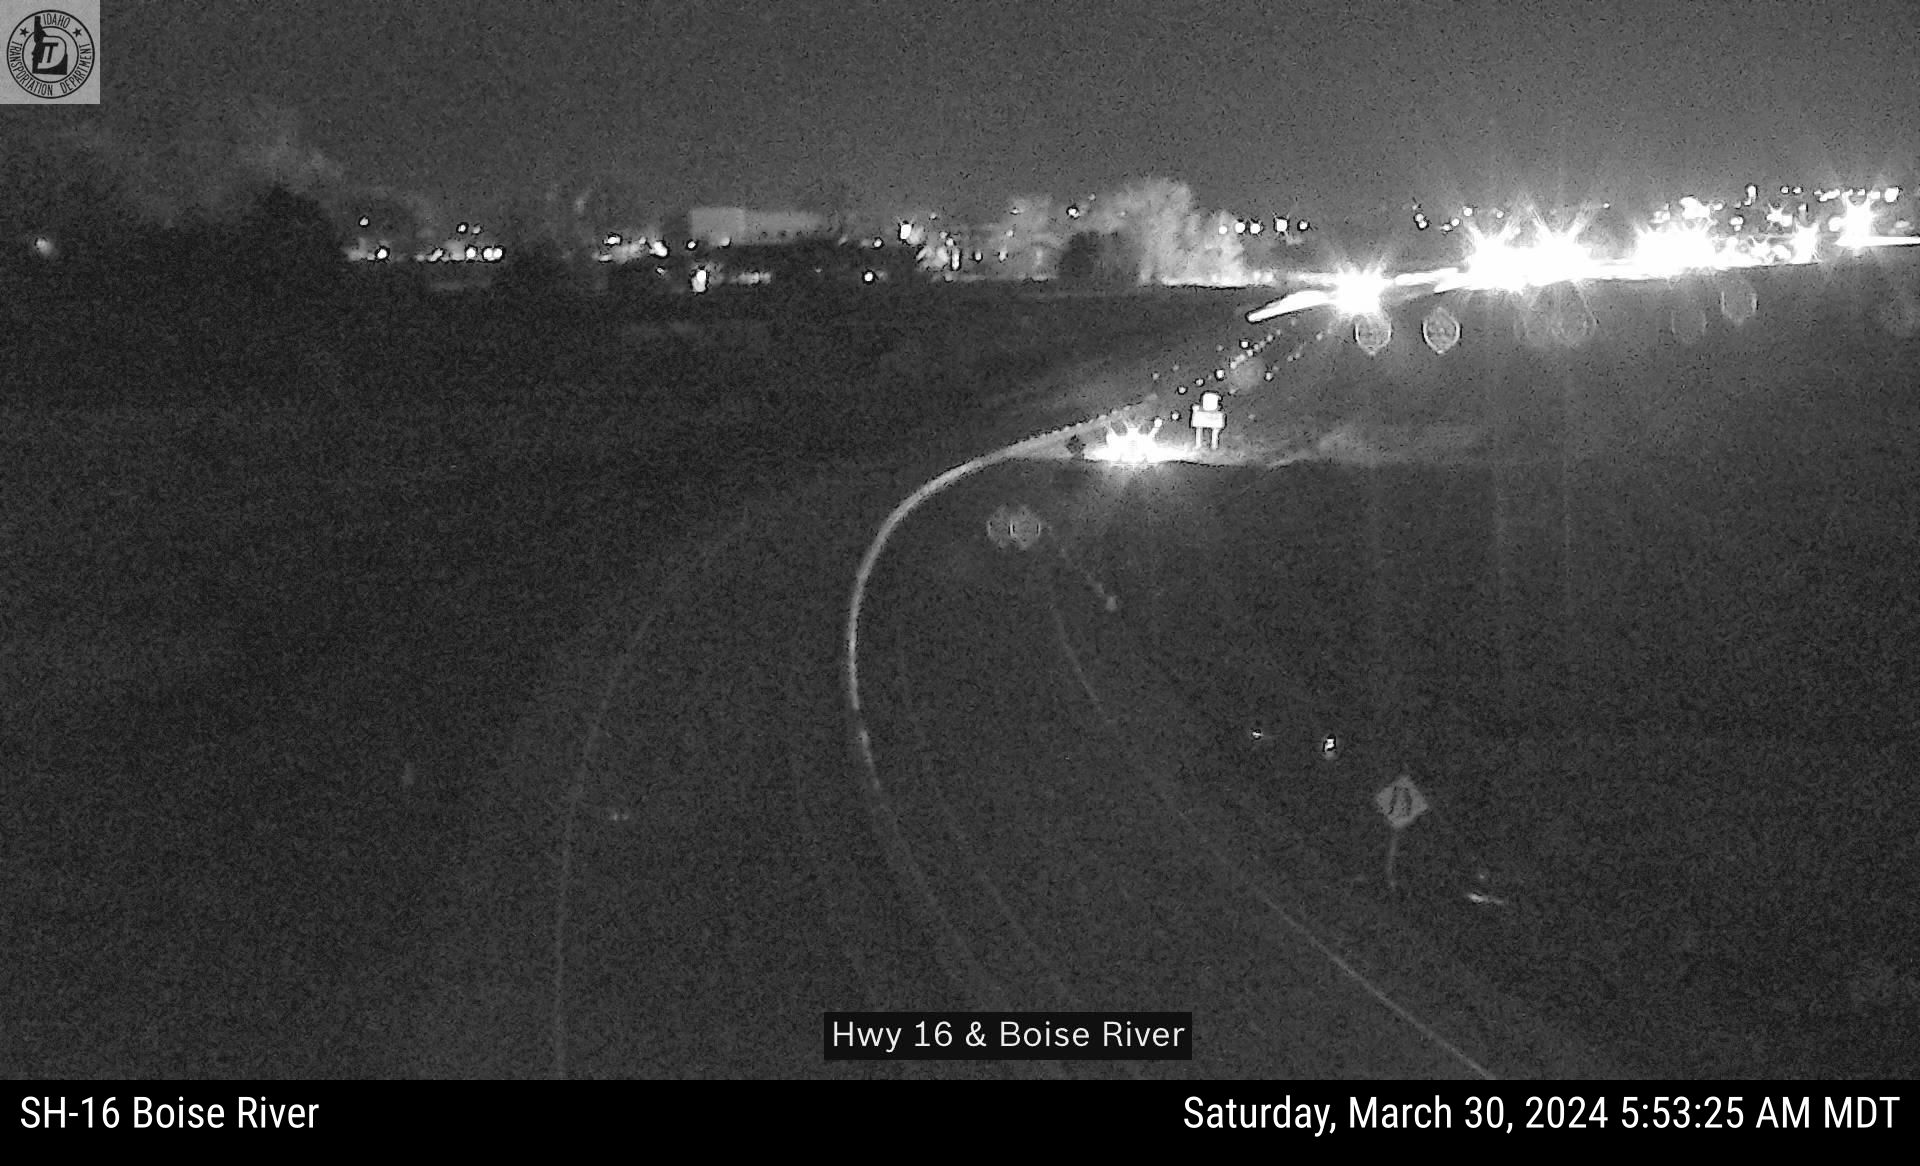 IDAHO
TRANSPORTATION DEPARTMENT
Hwy 16 & Boise River
SH-16 Boise River
Saturday, March 30, 2024 5:53:25 AM MDT